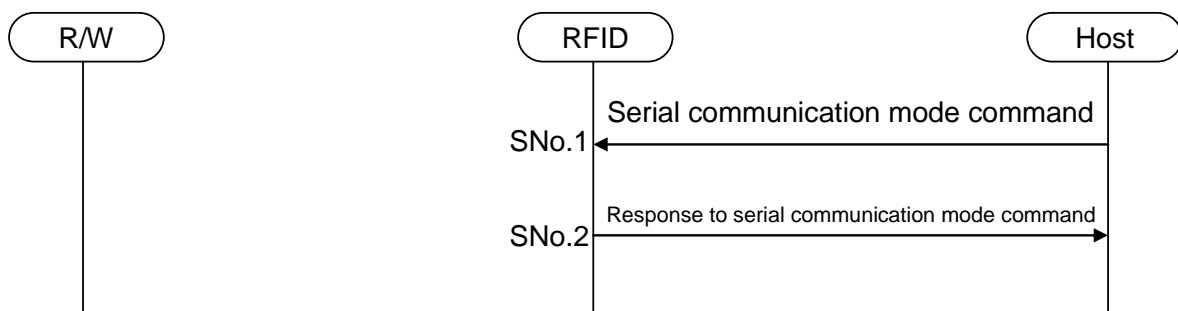 R/W
RFID
Host
Serial communication mode command
SNo.1
Response to serial communication mode command
SNo.2